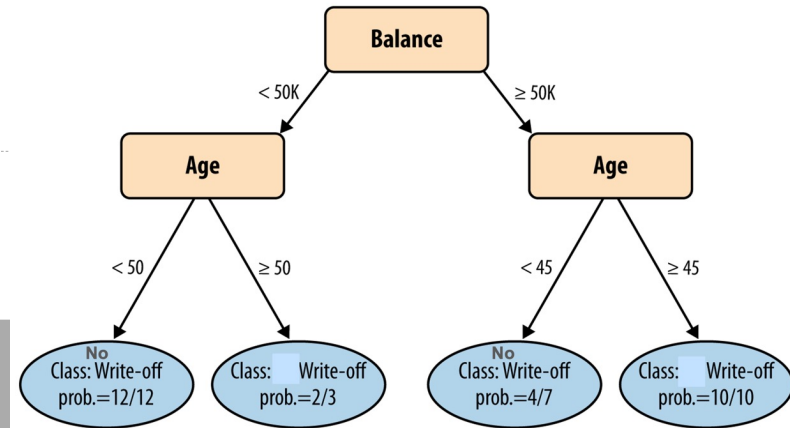 Balance
< 50K
≥ 50K
Age
Age
< 50
≥ 50
< 45
≥ 45
No
Class: Write-off
prob.=12/12
Class: Write-off
prob.=2/3
No
Class: Write-off
prob.=4/7
Class: Write-off
prob.=10/10